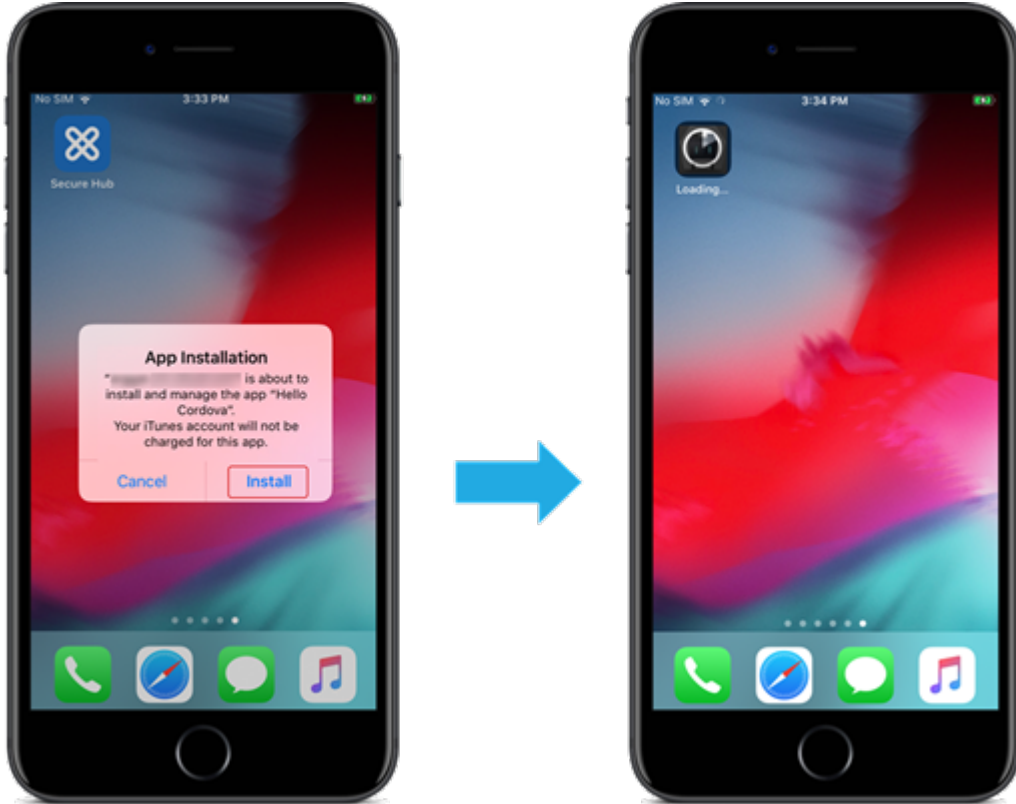 No SIM 3:33 PM
Secure Hub
App Installation
" is about to
install and manage the app "Hello
Cordova".
Your iTunes account will not be
charged for this app.
Cancel Install
No SIM 3:34 PM
Loading...